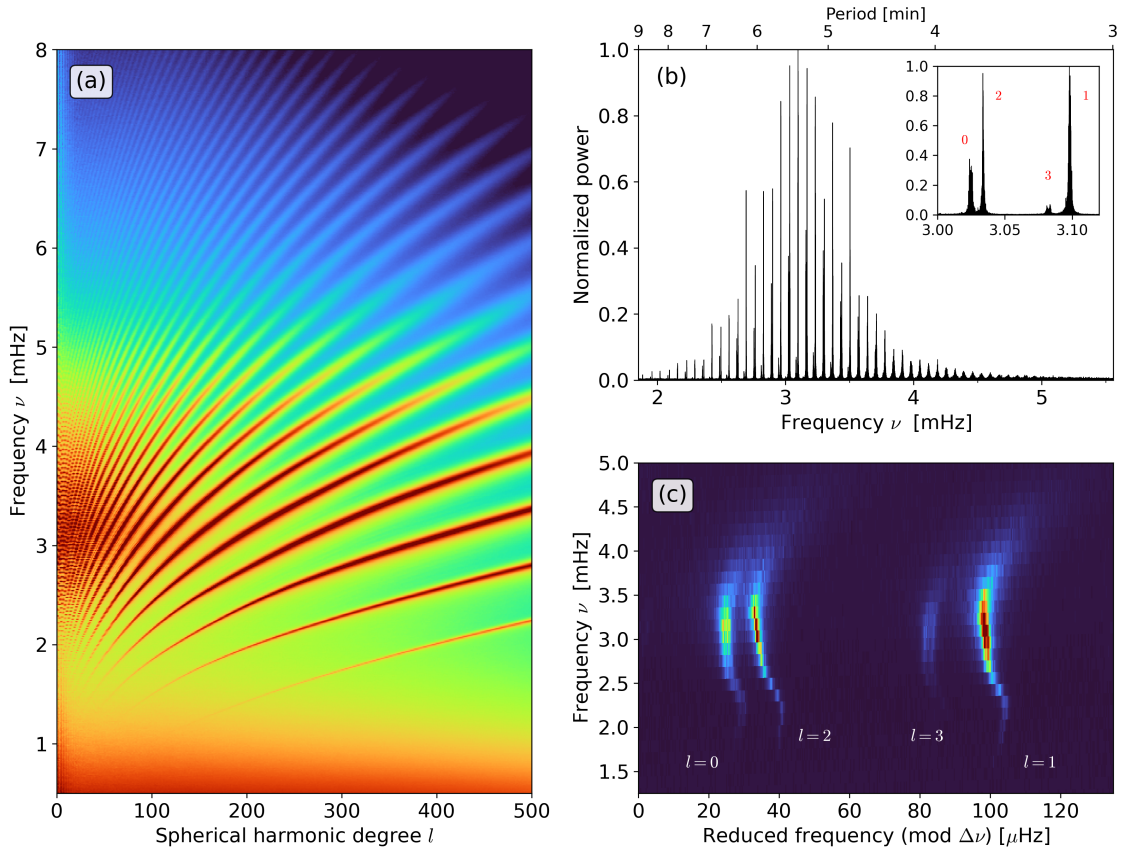 (a)
8
7
6
5
4
3
2
1
Frequency ν [mHz]
0 100 200 300 400 500
Spherical harmonic degree l
Period [min]
9 8 7 6 5 4 3
(b)
1.0
0.8
0.6
0.4
0.2
0.0
Normalized power
2 3 4 5
Frequency ν [mHz]
1.0
0.8
0.6
0.4
0.2
0.0
0
2
3
1
3.00 3.05 3.10
(c)
5.0
4.5
4.0
3.5
3.0
2.5
2.0
1.5
Frequency ν [mHz]
l=0
l=2
l=3
l=1
0 20 40 60 80 100 120
Reduced frequency (mod Δν) [μHz]